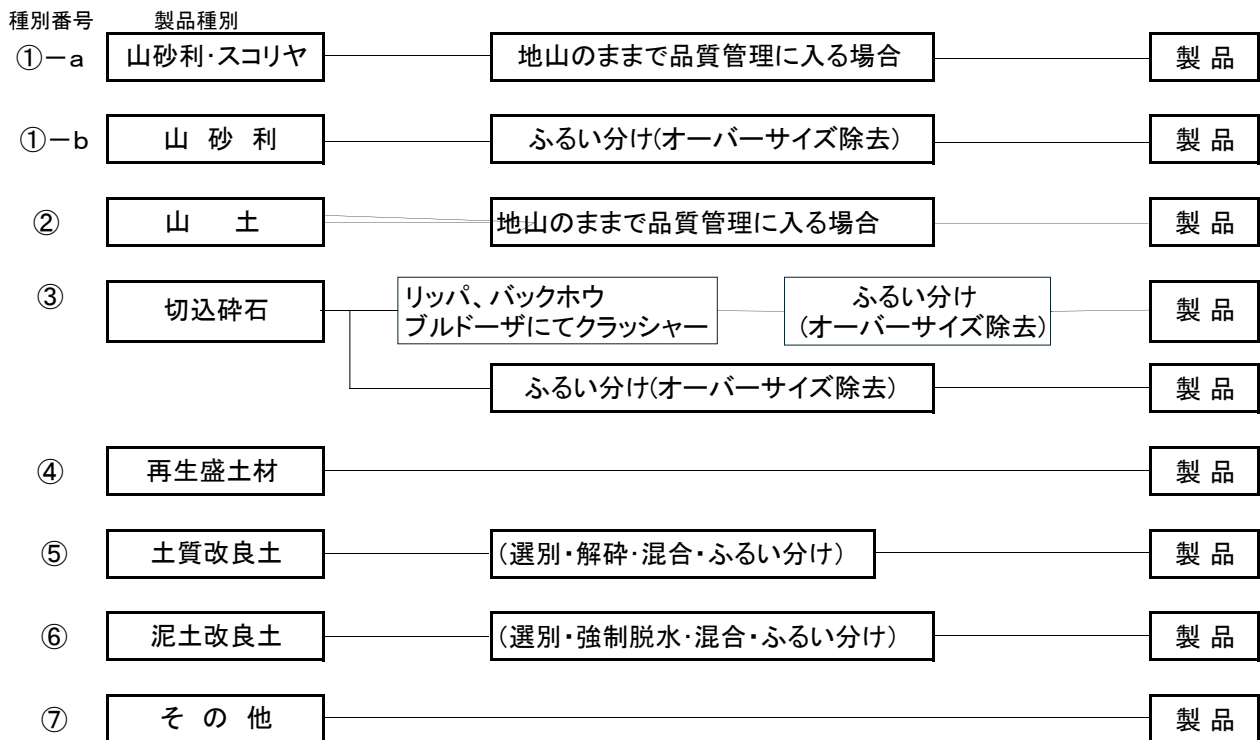 種別番号 製品種別
①－a 山砂利・スコリヤ 地山のままで品質管理に入る場合 製 品
①－b 山 砂 利 ふるい分け(オーバーサイズ除去) 製 品
② 山 土 地山のままで品質管理に入る場合 製 品
③ 切込砕石 リッパ、バックホウ
ブルドーザにてクラッシャー ふるい分け
(オーバーサイズ除去) 製 品
ふるい分け(オーバーサイズ除去) 製 品
④ 再生盛土材 製 品
⑤ 土質改良土 (選別・解砕・混合・ふるい分け) 製 品
⑥ 泥土改良土 (選別・強制脱水・混合・ふるい分け) 製 品
⑦ そ の 他 製 品